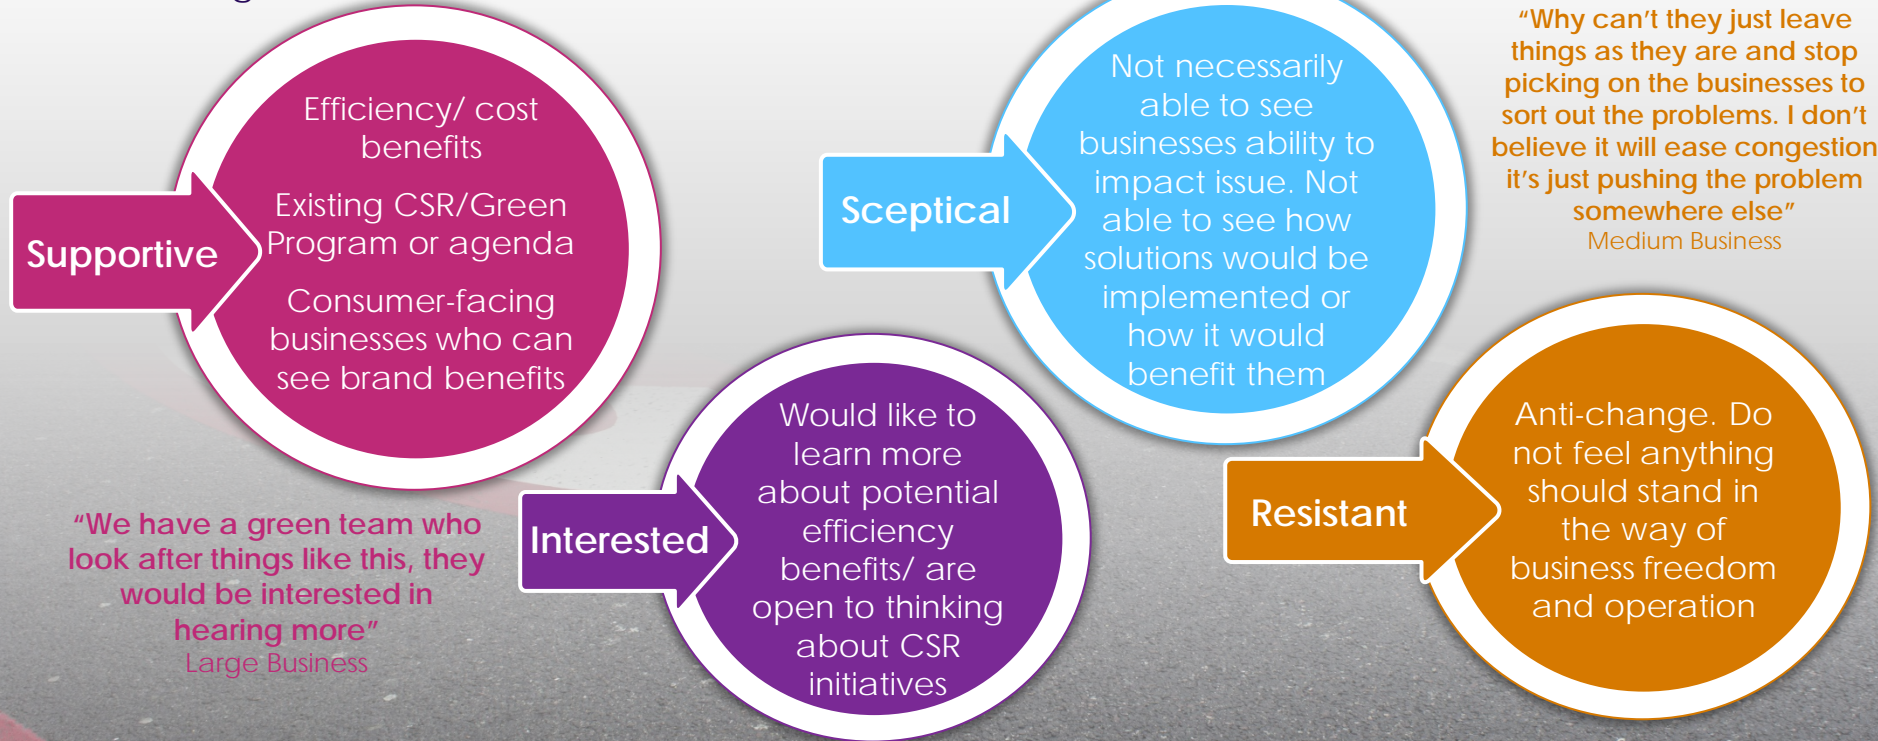 Supportive
Efficiency/ cost
benefits
Existing CSR/Green
Program or agenda
Consumer-facing
businesses who can
see brand benefits
“We have a green team who
look after things like this, they
would be interested in
hearing more”
Large Business
Interested
Would like to
learn more
about potential
efficiency
benefits/ are
open to thinking
about CSR
initiatives
Sceptical
Not necessarily
able to see
businesses ability to
impact issue. Not
able to see how
solutions would be
implemented or
how it would
benefit them
“Why can’t they just leave
things as they are and stop
picking on the businesses to
sort out the problems. I don’t
believe it will ease congestion
it’s just pushing the problem
somewhere else”
Medium Business
Resistant
Anti-change. Do
not feel anything
should stand in
the way of
business freedom
and operation